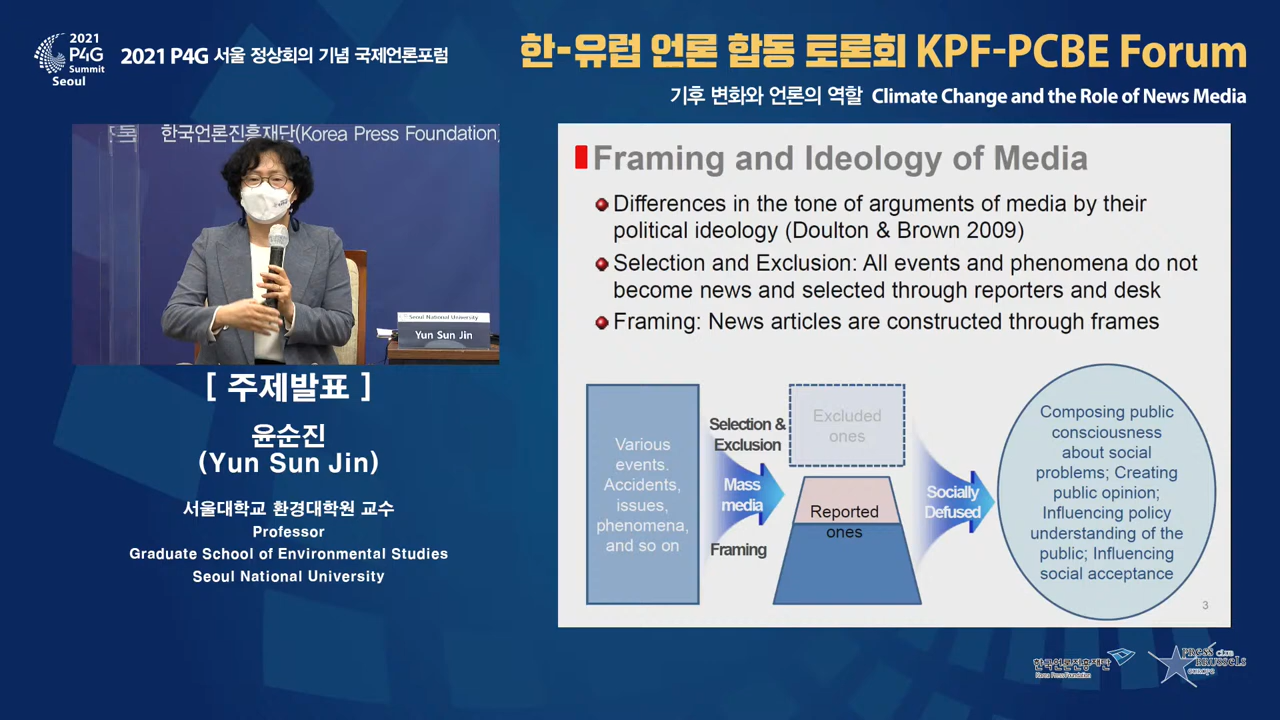 2021
P4G
Summit
Seoul
2021 P4G 서울 정상회의 기념 국제언론포럼
한-유럽 언론 합동 토론회 KPF-PCBE Forum
기후 변화와 언론의 역할 Climate Change and the Role of News Media
한국언론진흥재단(Korea Press Foundation)
Seoul National University
Yun Sun Jin
[ 주제발표 ]
윤순진
(Yun Sun Jin)
서울대학교 환경대학원 교수
Professor
Graduate School of Environmental Studies
Seoul National University
Framing and Ideology of Media
Differences in the tone of arguments of media by their
political ideology (Doulton & Brown 2009)
Selection and Exclusion: All events and phenomena do not
become news and selected through reporters and desk
Framing: News articles are constructed through frames
Various
events.
Accidents,
issues,
phenomena,
and so on
Selection &
Exclusion
Mass
media
Framing
Excluded
ones
Reported
ones
Socially
Defused
Composing public
consciousness
about social
problems; Creating
public opinion;
Influencing policy
understanding of the
public; Influencing
social acceptance
3
한국언론진흥재단
Korea Press Foundation
PRESS club
BRUSSELS
europe